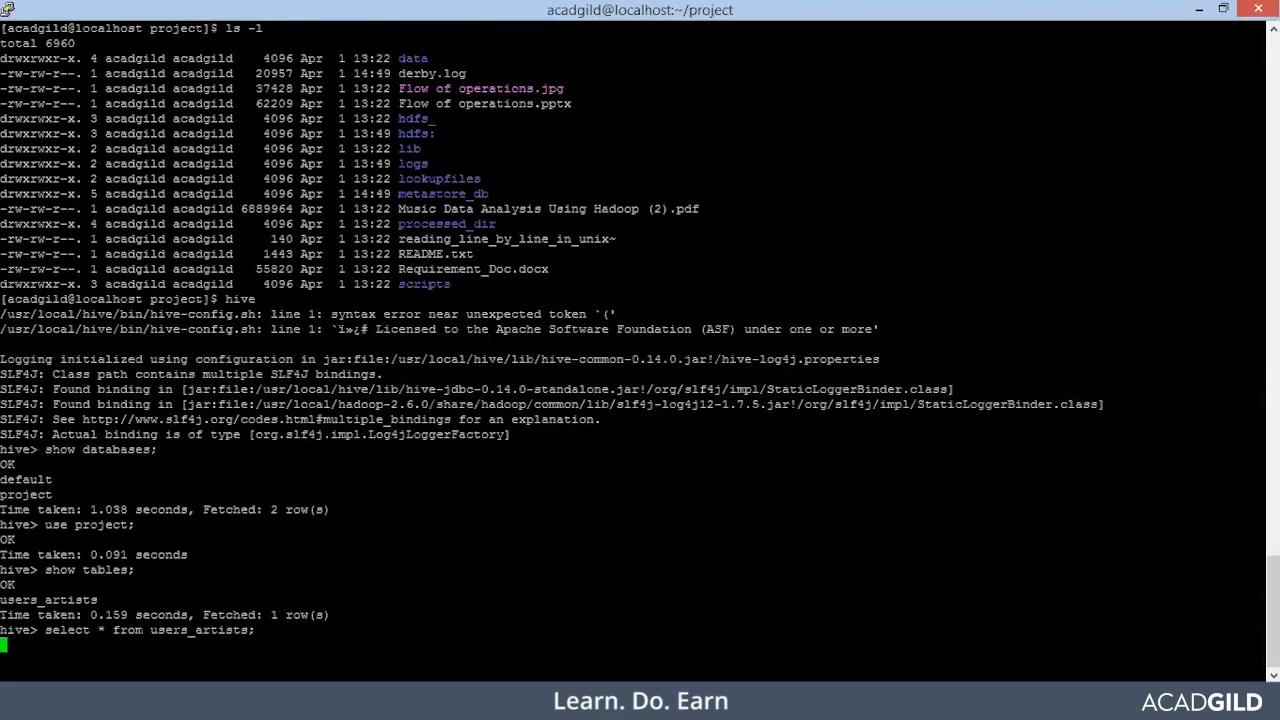 acadgild@localhost:~/project
[acadgild@localhost project]$ ls -l
total 6960
drwxrwxr-x. 4 acadgild acadgild    4096 Apr  1 13:22 data
-rw-rw-r--. 1 acadgild acadgild   20957 Apr  1 14:49 derby.log
-rw-rw-r--. 1 acadgild acadgild   37428 Apr  1 13:22 Flow of operations.jpg
-rw-rw-r--. 1 acadgild acadgild   62209 Apr  1 13:22 Flow of operations.pptx
drwxrwxr-x. 3 acadgild acadgild    4096 Apr  1 13:22 hdfs_
drwxrwxr-x. 3 acadgild acadgild    4096 Apr  1 13:49 hdfs:
drwxrwxr-x. 2 acadgild acadgild    4096 Apr  1 13:22 lib
drwxrwxr-x. 2 acadgild acadgild    4096 Apr  1 13:49 logs
drwxrwxr-x. 2 acadgild acadgild    4096 Apr  1 13:22 lookupfiles
drwxrwxr-x. 5 acadgild acadgild    4096 Apr  1 14:49 metastore_db
-rw-rw-r--. 1 acadgild acadgild 6889964 Apr  1 13:22 Music Data Analysis Using Hadoop (2).pdf
drwxrwxr-x. 4 acadgild acadgild    4096 Apr  1 13:22 processed_dir
-rw-rw-r--. 1 acadgild acadgild     140 Apr  1 13:22 reading_line_by_line_in_unix~
-rw-rw-r--. 1 acadgild acadgild    1443 Apr  1 13:22 README.txt
-rw-rw-r--. 1 acadgild acadgild   55820 Apr  1 13:22 Requirement_Doc.docx
drwxrwxr-x. 3 acadgild acadgild    4096 Apr  1 13:22 scripts
[acadgild@localhost project]$ hive
/usr/local/hive/bin/hive-config.sh: line 1: syntax error near unexpected token `('
/usr/local/hive/bin/hive-config.sh: line 1: `ï»¿# Licensed to the Apache Software Foundation (ASF) under one or more'
Logging initialized using configuration in jar:file:/usr/local/hive/lib/hive-common-0.14.0.jar!/hive-log4j.properties
SLF4J: Class path contains multiple SLF4J bindings.
SLF4J: Found binding in [jar:file:/usr/local/hive/lib/hive-jdbc-0.14.0-standalone.jar!/org/slf4j/impl/StaticLoggerBinder.class]
SLF4J: Found binding in [jar:file:/usr/local/hadoop-2.6.0/share/hadoop/common/lib/slf4j-log4j12-1.7.5.jar!/org/slf4j/impl/StaticLoggerBinder.class]
SLF4J: See http://www.slf4j.org/codes.html#multiple_bindings for an explanation.
SLF4J: Actual binding is of type [org.slf4j.impl.Log4jLoggerFactory]
hive> show databases;
OK
default
project
Time taken: 1.038 seconds, Fetched: 2 row(s)
hive> use project;
OK
Time taken: 0.091 seconds
hive> show tables;
OK
users_artists
Time taken: 0.159 seconds, Fetched: 1 row(s)
hive> select * from users_artists;
Learn. Do. Earn
ACADGILD